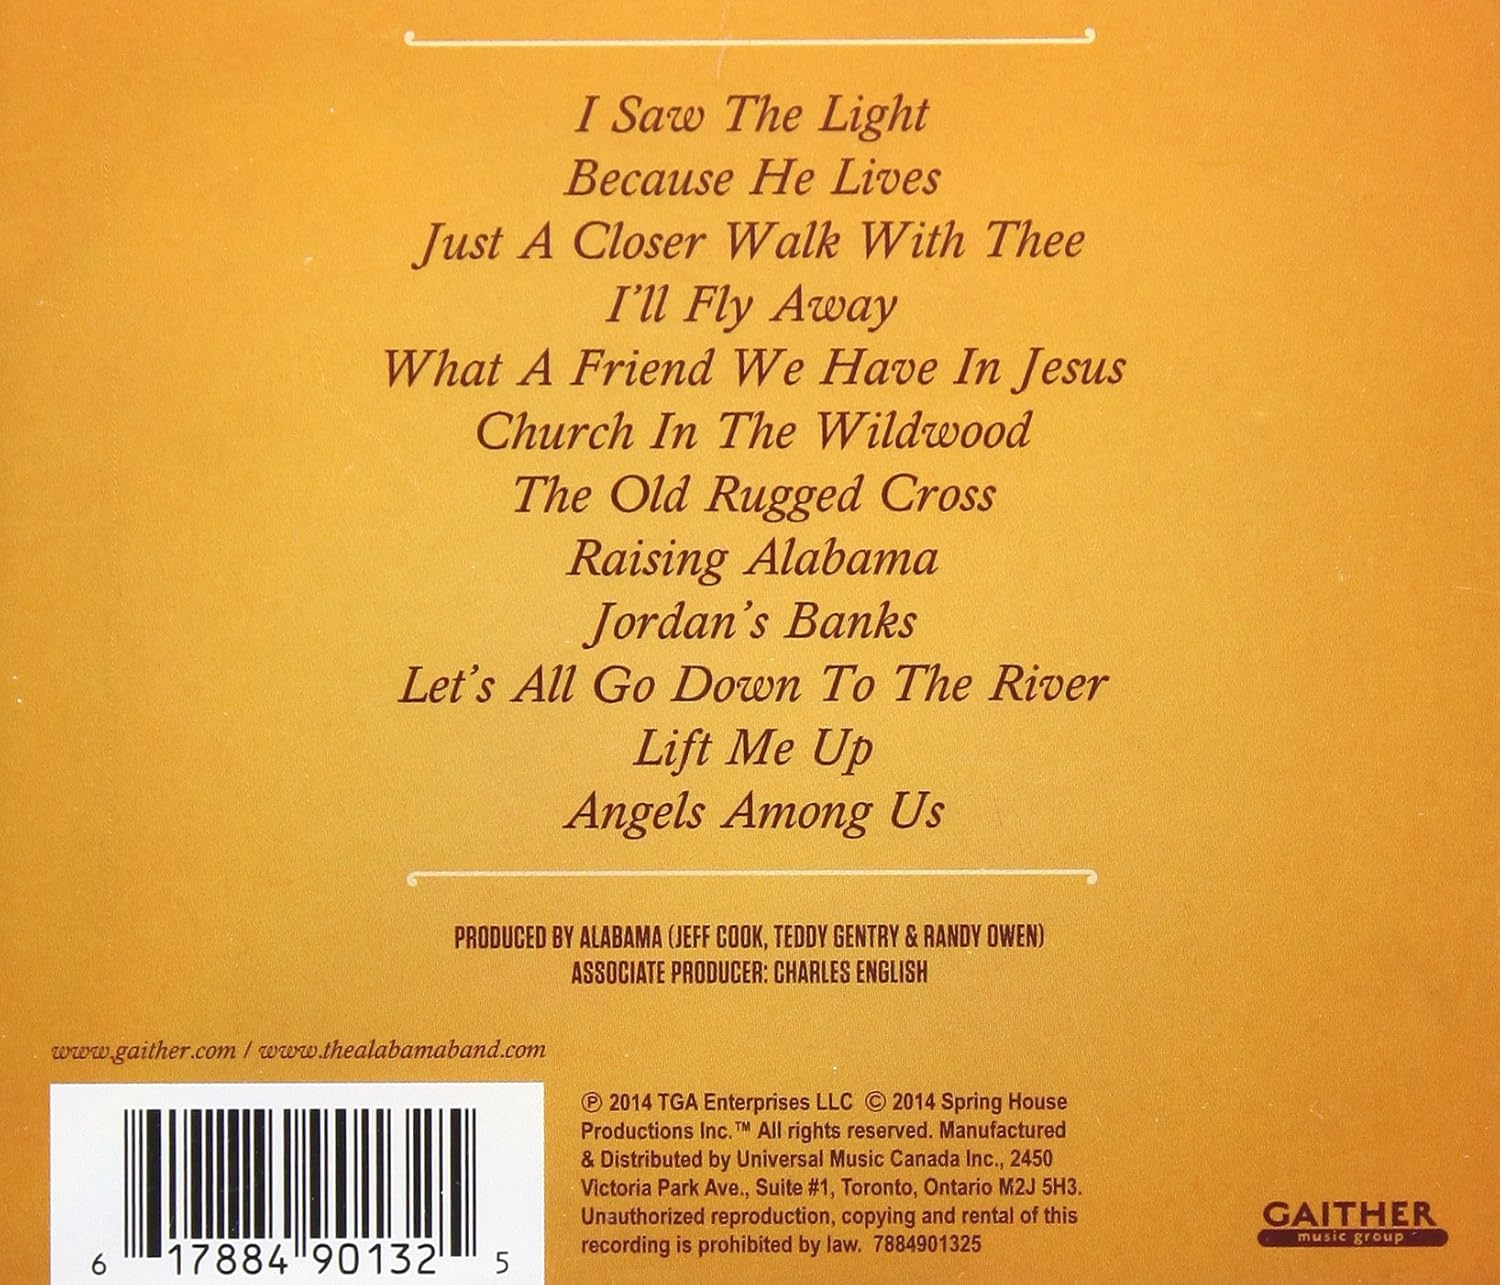 I Saw The Light
Because He Lives
Just A Closer Walk With Thee
I'll Fly Away
What A Friend We Have In Jesus
Church In The Wildwood
The Old Rugged Cross
Raising Alabama
Jordan's Banks
Let's All Go Down To The River
Lift Me Up
Angels Among Us
PRODUCED BY ALABAMA (JEFF COOK, TEDDY GENTRY & RANDY OWEN)
ASSOCIATE PRODUCER: CHARLES ENGLISH
www.gaither.com / www.thealabamaband.com
6 17884 90132 5
℗ 2014 TGA Enterprises LLC © 2014 Spring House
Productions Inc.™ All rights reserved. Manufactured
& Distributed by Universal Music Canada Inc., 2450
Victoria Park Ave., Suite #1, Toronto, Ontario M2J 5H3.
Unauthorized reproduction, copying and rental of this
recording is prohibited by law. 7884901325
GAITHER
music group